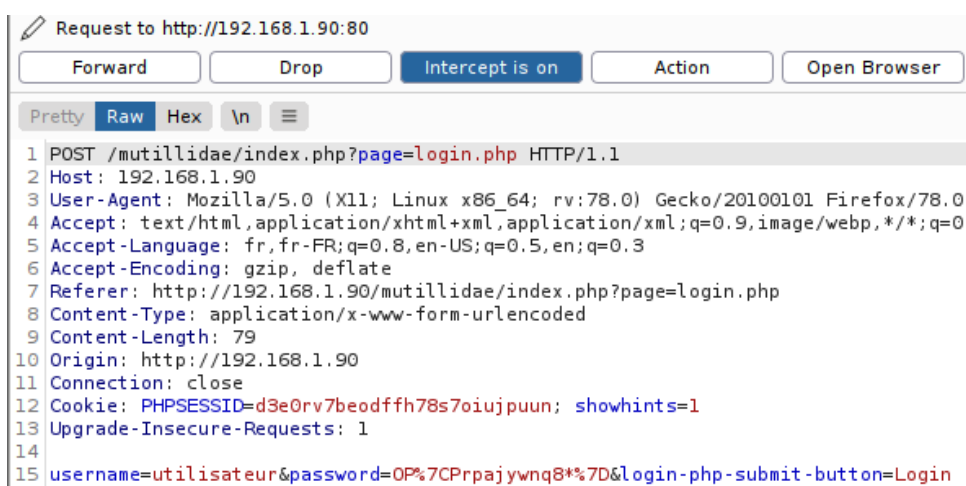 Request to http://192.168.1.90:80
Forward Drop Intercept is on Action Open Browser
Pretty Raw Hex \n ≡
1 POST /mutillidae/index.php?page=login.php HTTP/1.1
2 Host: 192.168.1.90
3 User-Agent: Mozilla/5.0 (X11; Linux x86_64; rv:78.0) Gecko/20100101 Firefox/78.0
4 Accept: text/html,application/xhtml+xml,application/xml;q=0.9,image/webp,*/*;q=0
5 Accept-Language: fr,fr-FR;q=0.8,en-US;q=0.5,en;q=0.3
6 Accept-Encoding: gzip, deflate
7 Referer: http://192.168.1.90/mutillidae/index.php?page=login.php
8 Content-Type: application/x-www-form-urlencoded
9 Content-Length: 79
10 Origin: http://192.168.1.90
11 Connection: close
12 Cookie: PHPSESSID=d3e0rv7beodffh78s7oiujpuun; showhints=1
13 Upgrade-Insecure-Requests: 1
14
15 username=utilisateur&password=OP%7CPrpajywnq8*%7D&login-php-submit-button=Login